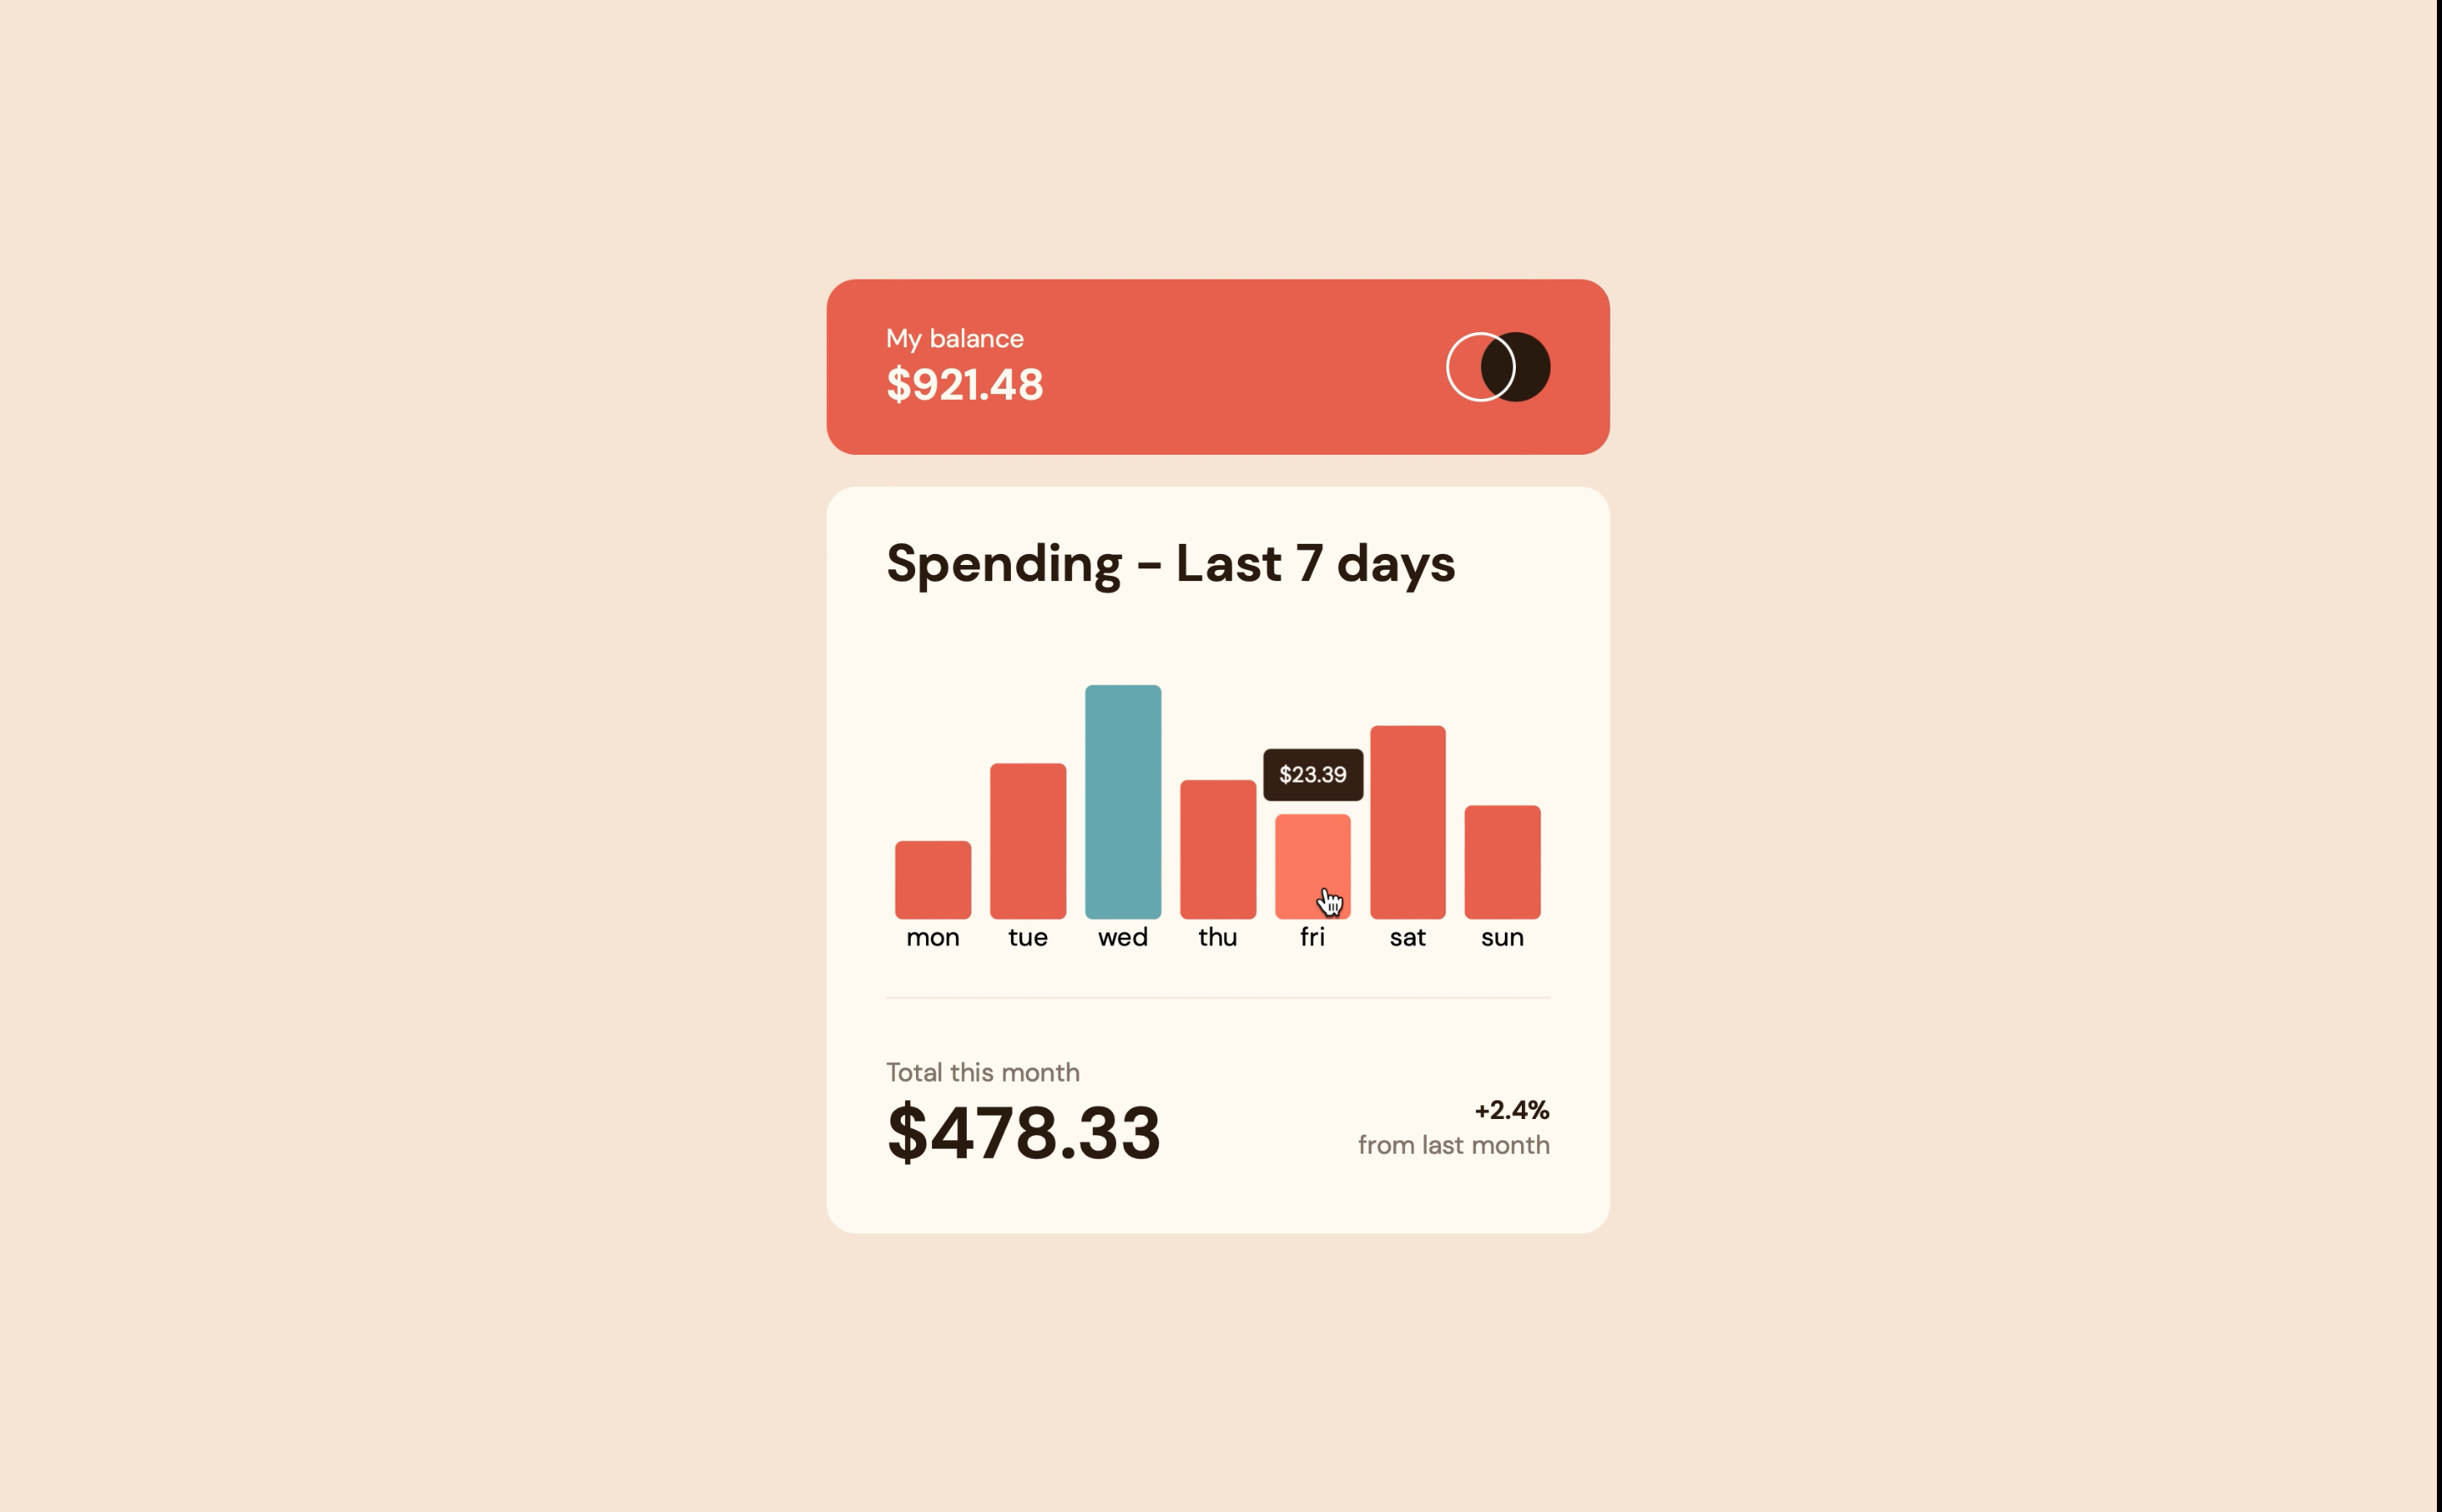 My balance
$921.48
Spending - Last 7 days
$23.39
mon tue wed thu fri sat sun
Total this month
$478.33
+2.4%
from last month